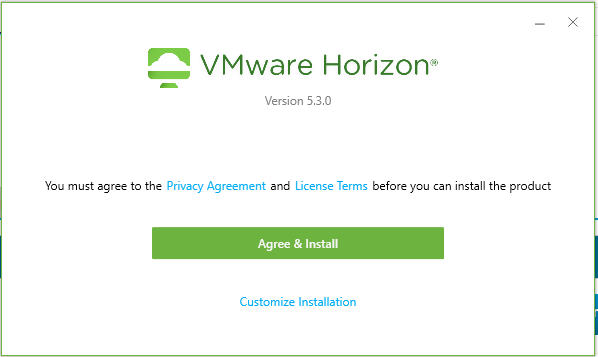 VMware Horizon®
Version 5.3.0
You must agree to the Privacy Agreement and License Terms before you can install the product
Agree & Install
Customize Installation